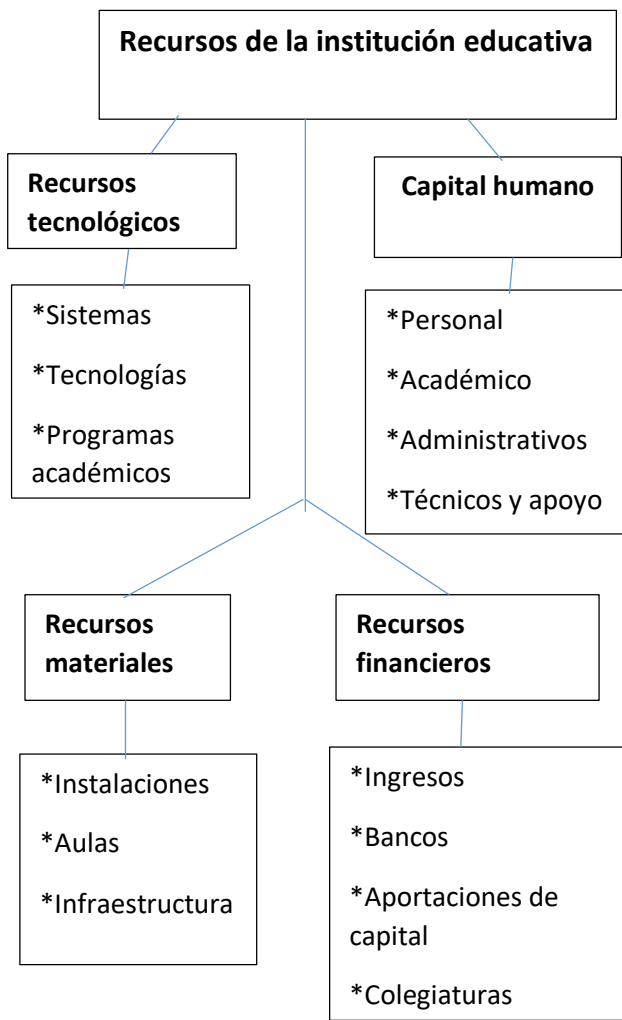 Recursos de la institución educativa
Recursos
tecnológicos
Capital humano
*Sistemas
*Tecnologías
*Programas
académicos
*Personal
*Académico
*Administrativos
*Técnicos y apoyo
Recursos
materiales
Recursos
financieros
*Instalaciones
*Aulas
*Infraestructura
*Ingresos
*Bancos
*Aportaciones de
capital
*Colegiaturas